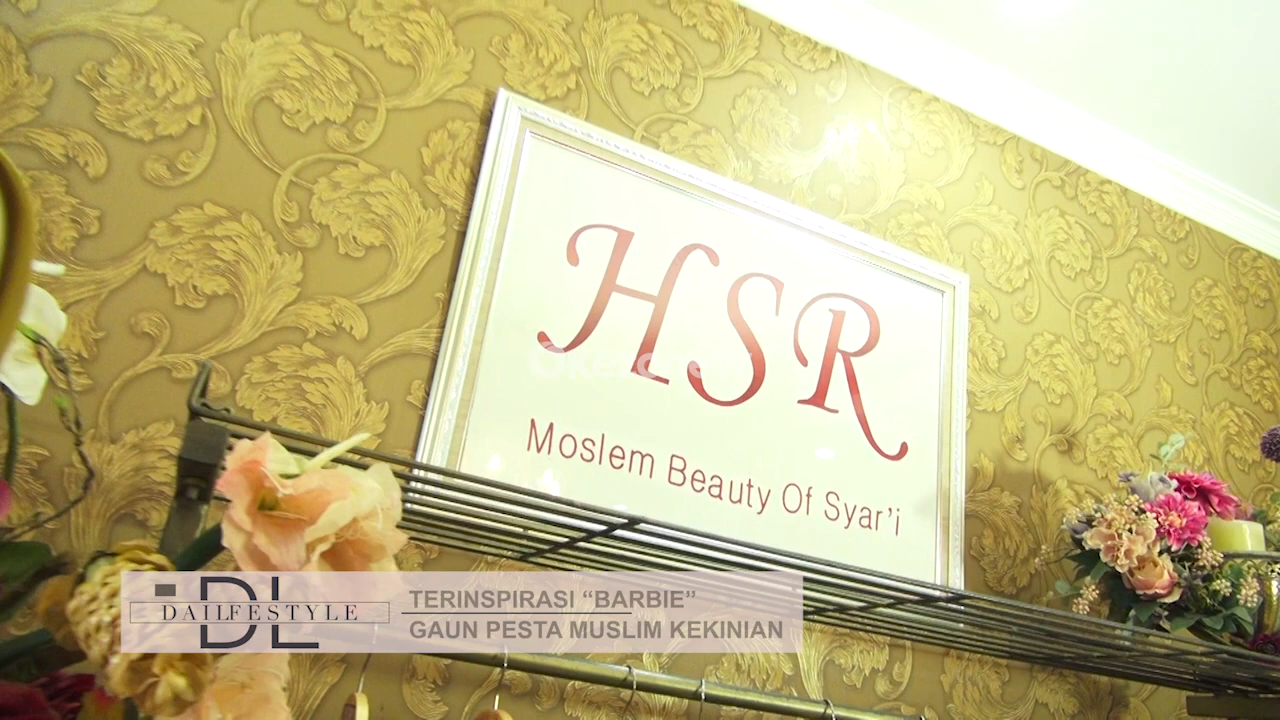 HSR
Moslem Beauty Of Syar'i
DL
DAILFESTYLE
TERINSPIRASI “BARBIE”
GAUN PESTA MUSLIM KEKINIAN